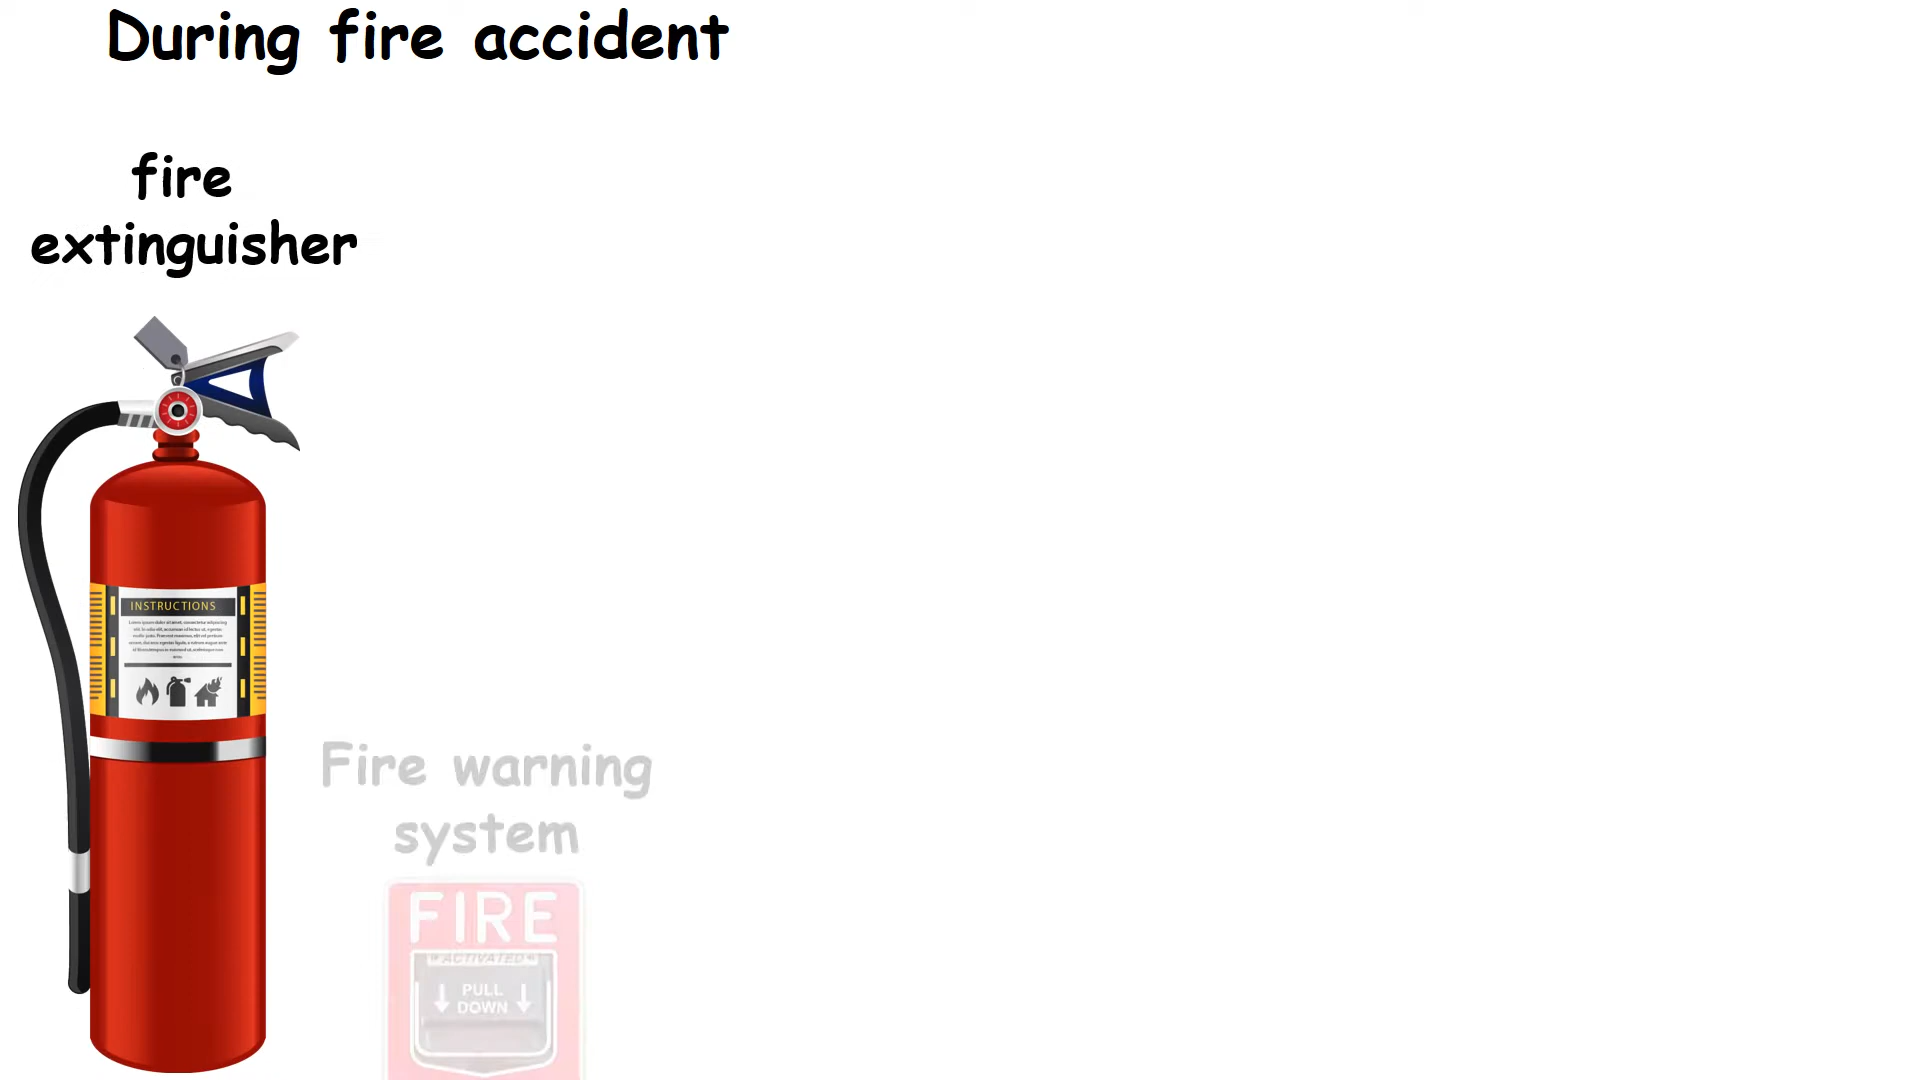 During fire accident
fire
extinguisher
INSTRUCTIONS
Fire warning
system
FIRE
ACTIVATED
PULL
DOWN